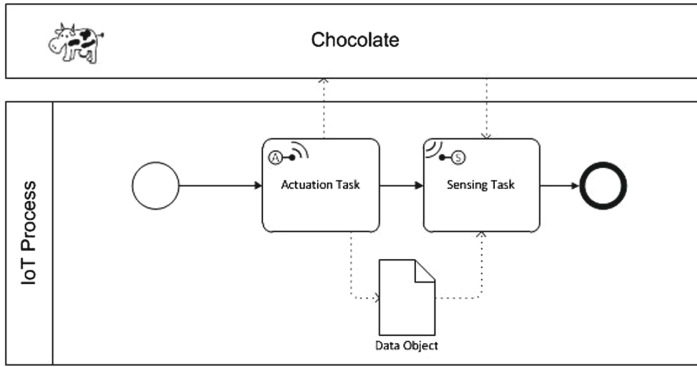 Chocolate
IoT Process
A
Actuation Task
S
Sensing Task
Data Object